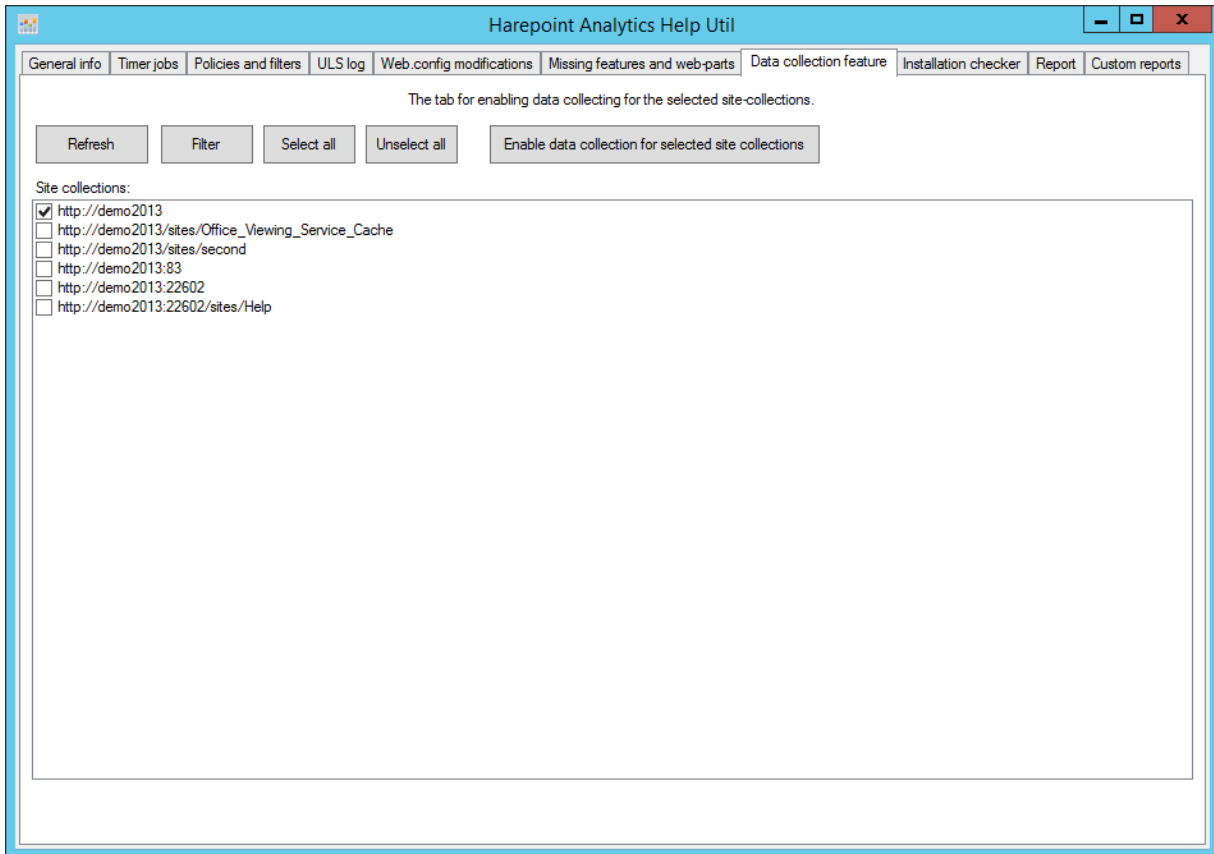 Harepoint Analytics Help Util
General info Timer jobs Policies and filters ULS log Web.config modifications Missing features and web-parts Data collection feature Installation checker Report Custom reports
The tab for enabling data collecting for the selected site-collections.
Refresh Filter Select all Unselect all Enable data collection for selected site collections
Site collections:
http://demo2013
http://demo2013/sites/Office_Viewing_Service_Cache
http://demo2013/sites/second
http://demo2013:83
http://demo2013:22602
http://demo2013:22602/sites/Help